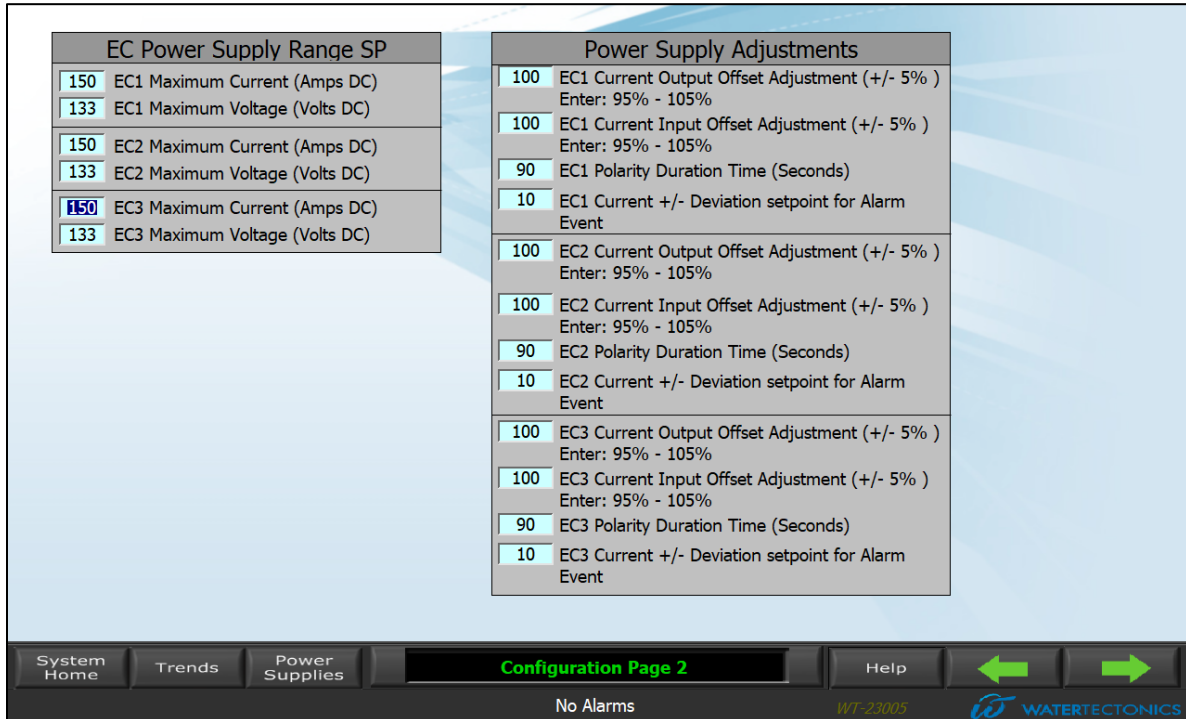 EC Power Supply Range SP
150 EC1 Maximum Current (Amps DC)
133 EC1 Maximum Voltage (Volts DC)
150 EC2 Maximum Current (Amps DC)
133 EC2 Maximum Voltage (Volts DC)
150 EC3 Maximum Current (Amps DC)
133 EC3 Maximum Voltage (Volts DC)
Power Supply Adjustments
100 EC1 Current Output Offset Adjustment (+/- 5% )
Enter: 95% - 105%
100 EC1 Current Input Offset Adjustment (+/- 5% )
Enter: 95% - 105%
90 EC1 Polarity Duration Time (Seconds)
10 EC1 Current +/- Deviation setpoint for Alarm
Event
100 EC2 Current Output Offset Adjustment (+/- 5% )
Enter: 95% - 105%
100 EC2 Current Input Offset Adjustment (+/- 5% )
Enter: 95% - 105%
90 EC2 Polarity Duration Time (Seconds)
10 EC2 Current +/- Deviation setpoint for Alarm
Event
100 EC3 Current Output Offset Adjustment (+/- 5% )
Enter: 95% - 105%
100 EC3 Current Input Offset Adjustment (+/- 5% )
Enter: 95% - 105%
90 EC3 Polarity Duration Time (Seconds)
10 EC3 Current +/- Deviation setpoint for Alarm
Event
System
Home
Trends
Power
Supplies
Configuration Page 2
Help
No Alarms
WT-23005
WATERTECTONICS